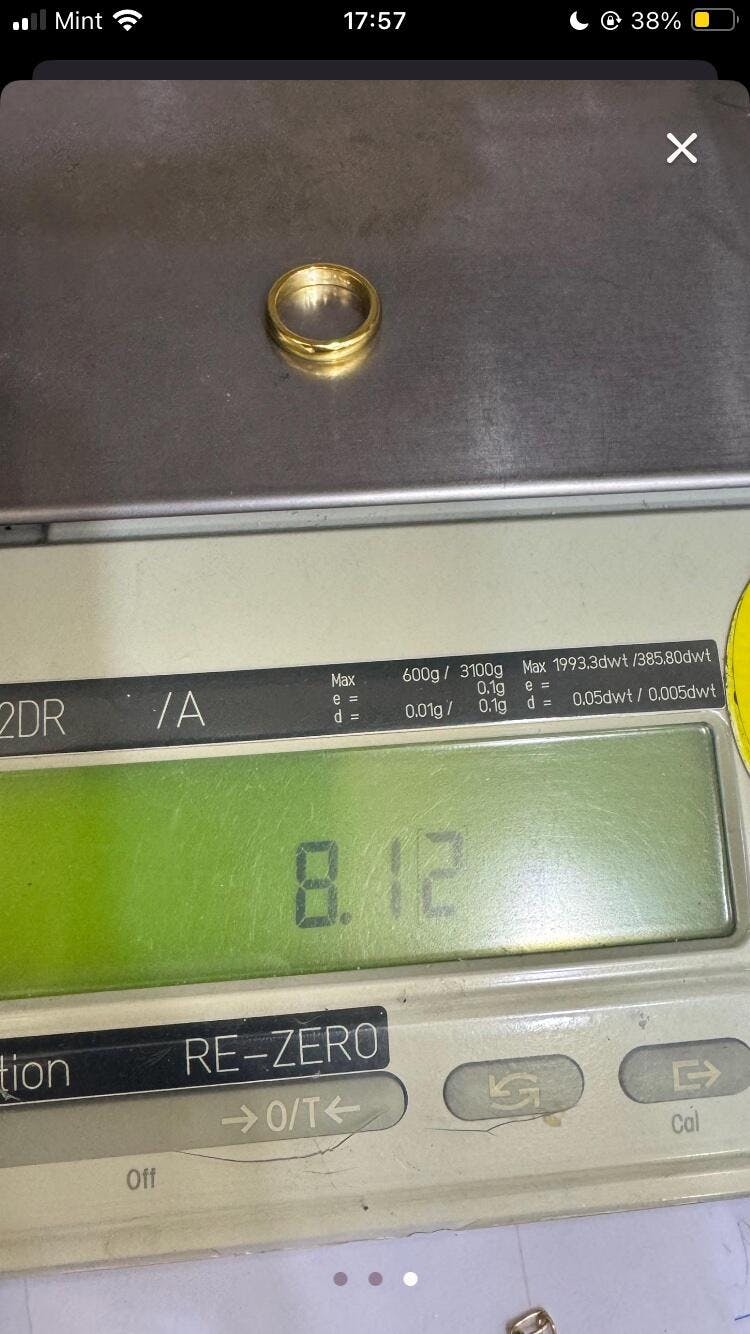 Mint 17:57 38%
2DR /A
Max 600g / 3100g Max 1993.3dwt /385.80dwt
e = 0.1g e =
d = 0.01g / 0.1g d = 0.05dwt / 0.005dwt
8.12
tion RE-ZERO
→O/T←
Cal
Off